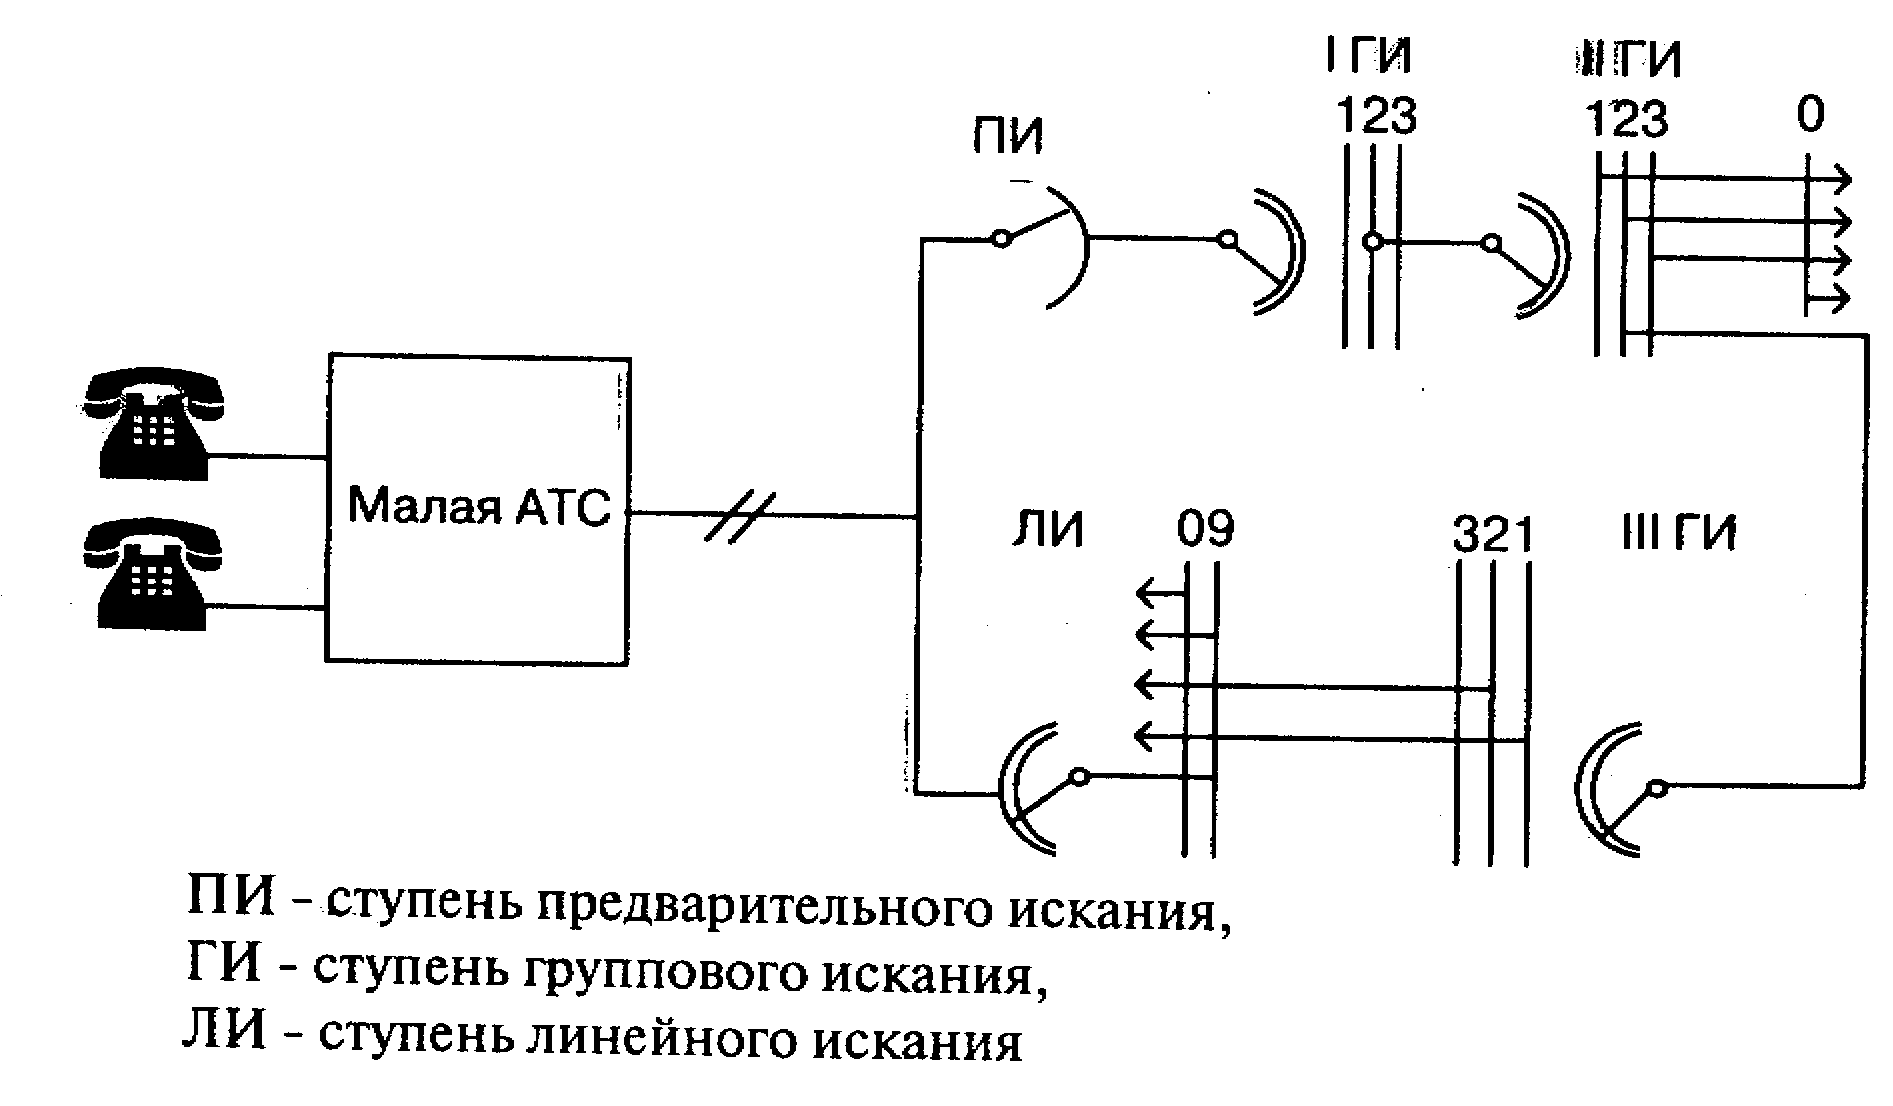 I ГИ
II ГИ
123
123
0
ПИ
Малая АТС
ЛИ
09
321
III ГИ
ПИ – ступень предварительного искания,
ГИ - ступень группового искания,
ЛИ - ступень линейного искания